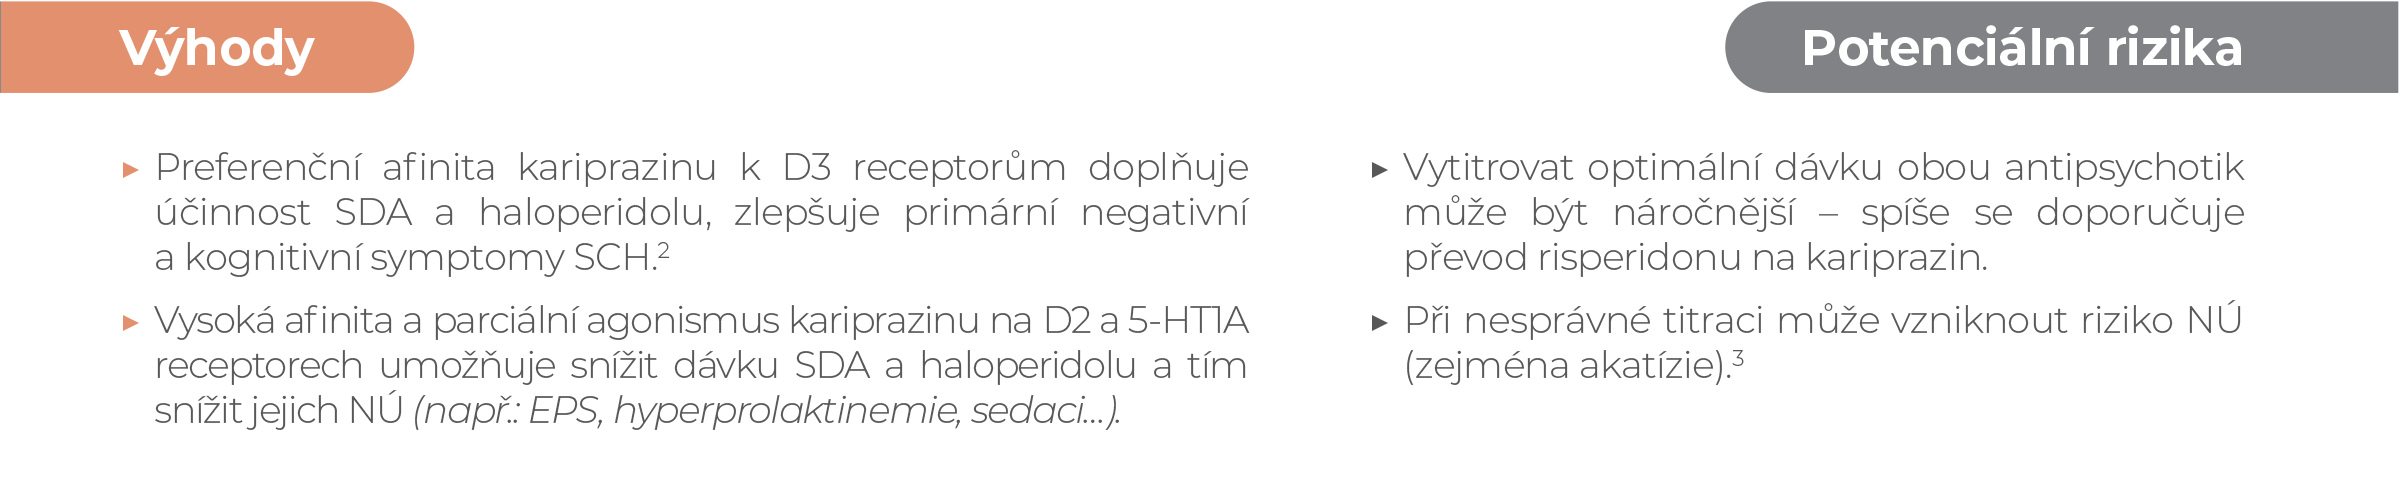 Výhody
▸ Preferenční afinita kariprazinu k D3 receptorům doplňuje
účinnost SDA a haloperidolu, zlepšuje primární negativní
a kognitivní symptomy SCH.²
▸ Vysoká afinita a parciální agonismus kariprazinu na D2 a 5-HT1A
receptorech umožňuje snížit dávku SDA a haloperidolu a tím
snížit jejich NÚ (např.: EPS, hyperprolaktinemie, sedaci...).
Potenciální rizika
▸ Vytitrovat optimální dávku obou antipsychotik
může být náročnější – spíše se doporučuje
převod risperidonu na kariprazin.
▸ Při nesprávné titraci může vzniknout riziko NÚ
(zejména akatízie).³